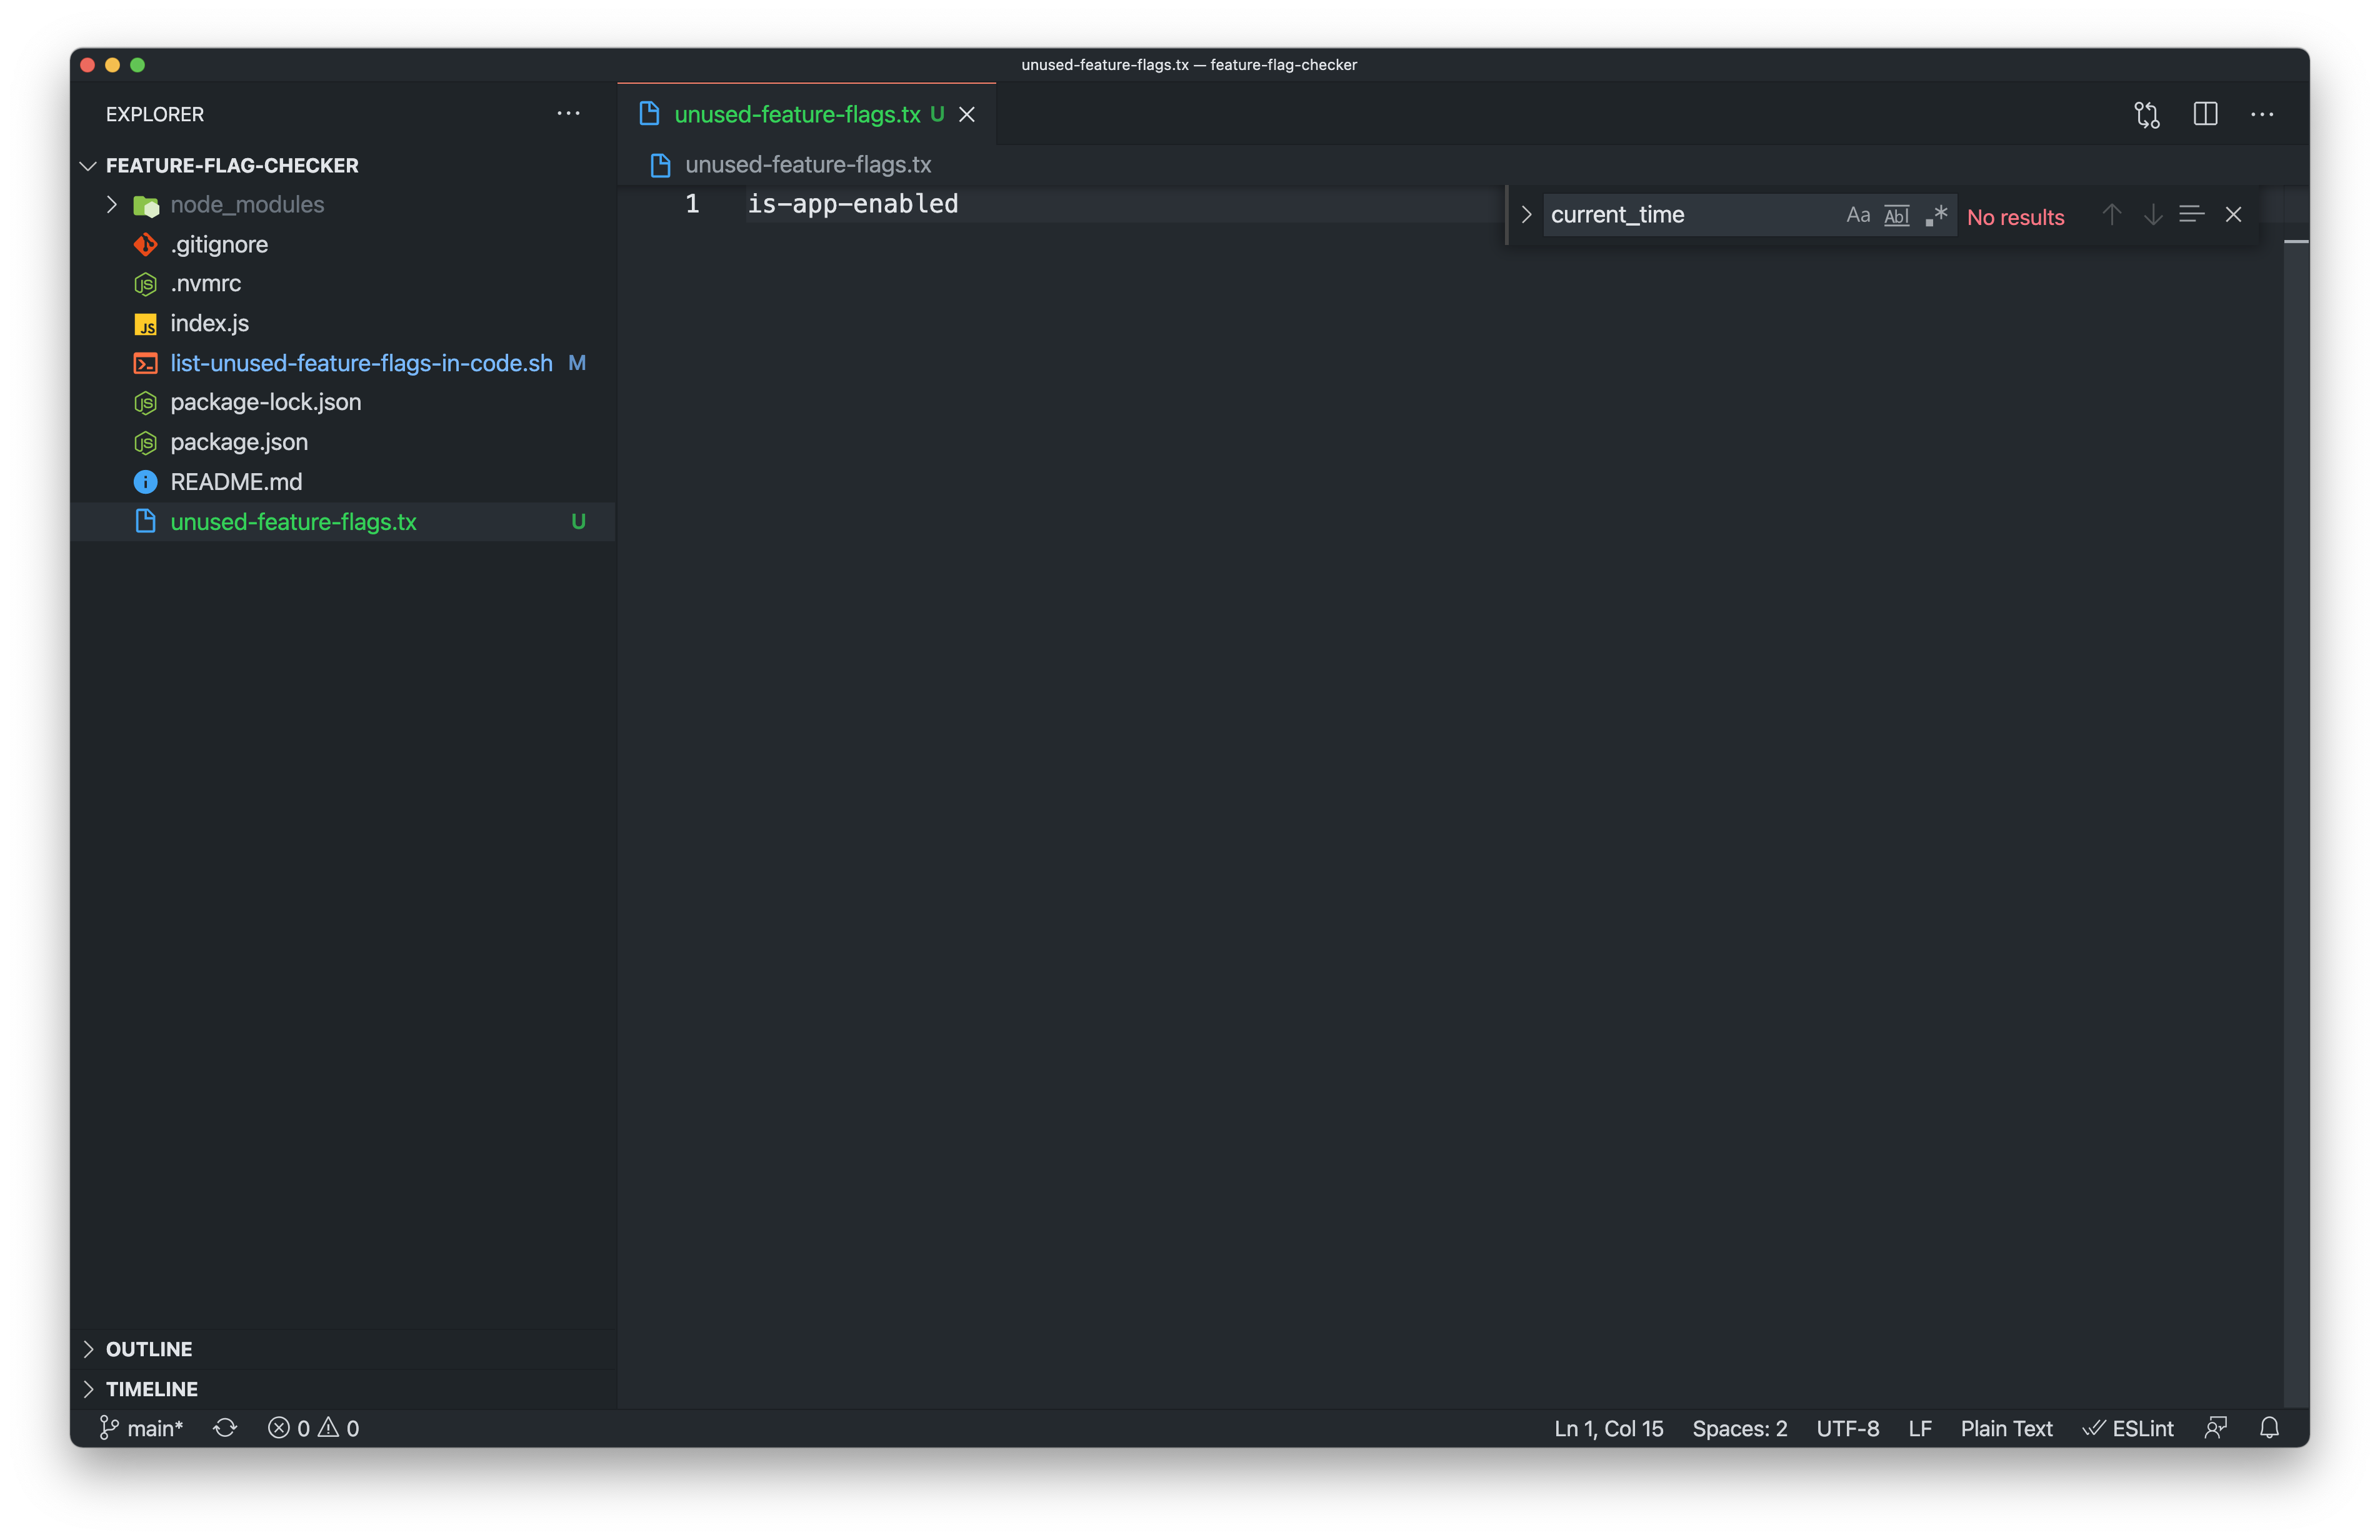 unused-feature-flags.tx — feature-flag-checker
EXPLORER
FEATURE-FLAG-CHECKER
node_modules
.gitignore
.nvmrc
JS index.js
list-unused-feature-flags-in-code.sh M
package-lock.json
package.json
README.md
unused-feature-flags.tx U
OUTLINE
TIMELINE
unused-feature-flags.tx U
unused-feature-flags.tx
1 is-app-enabled
current_time Aa Abl .* No results
main* 0 0 Ln 1, Col 15 Spaces: 2 UTF-8 LF Plain Text ESLint